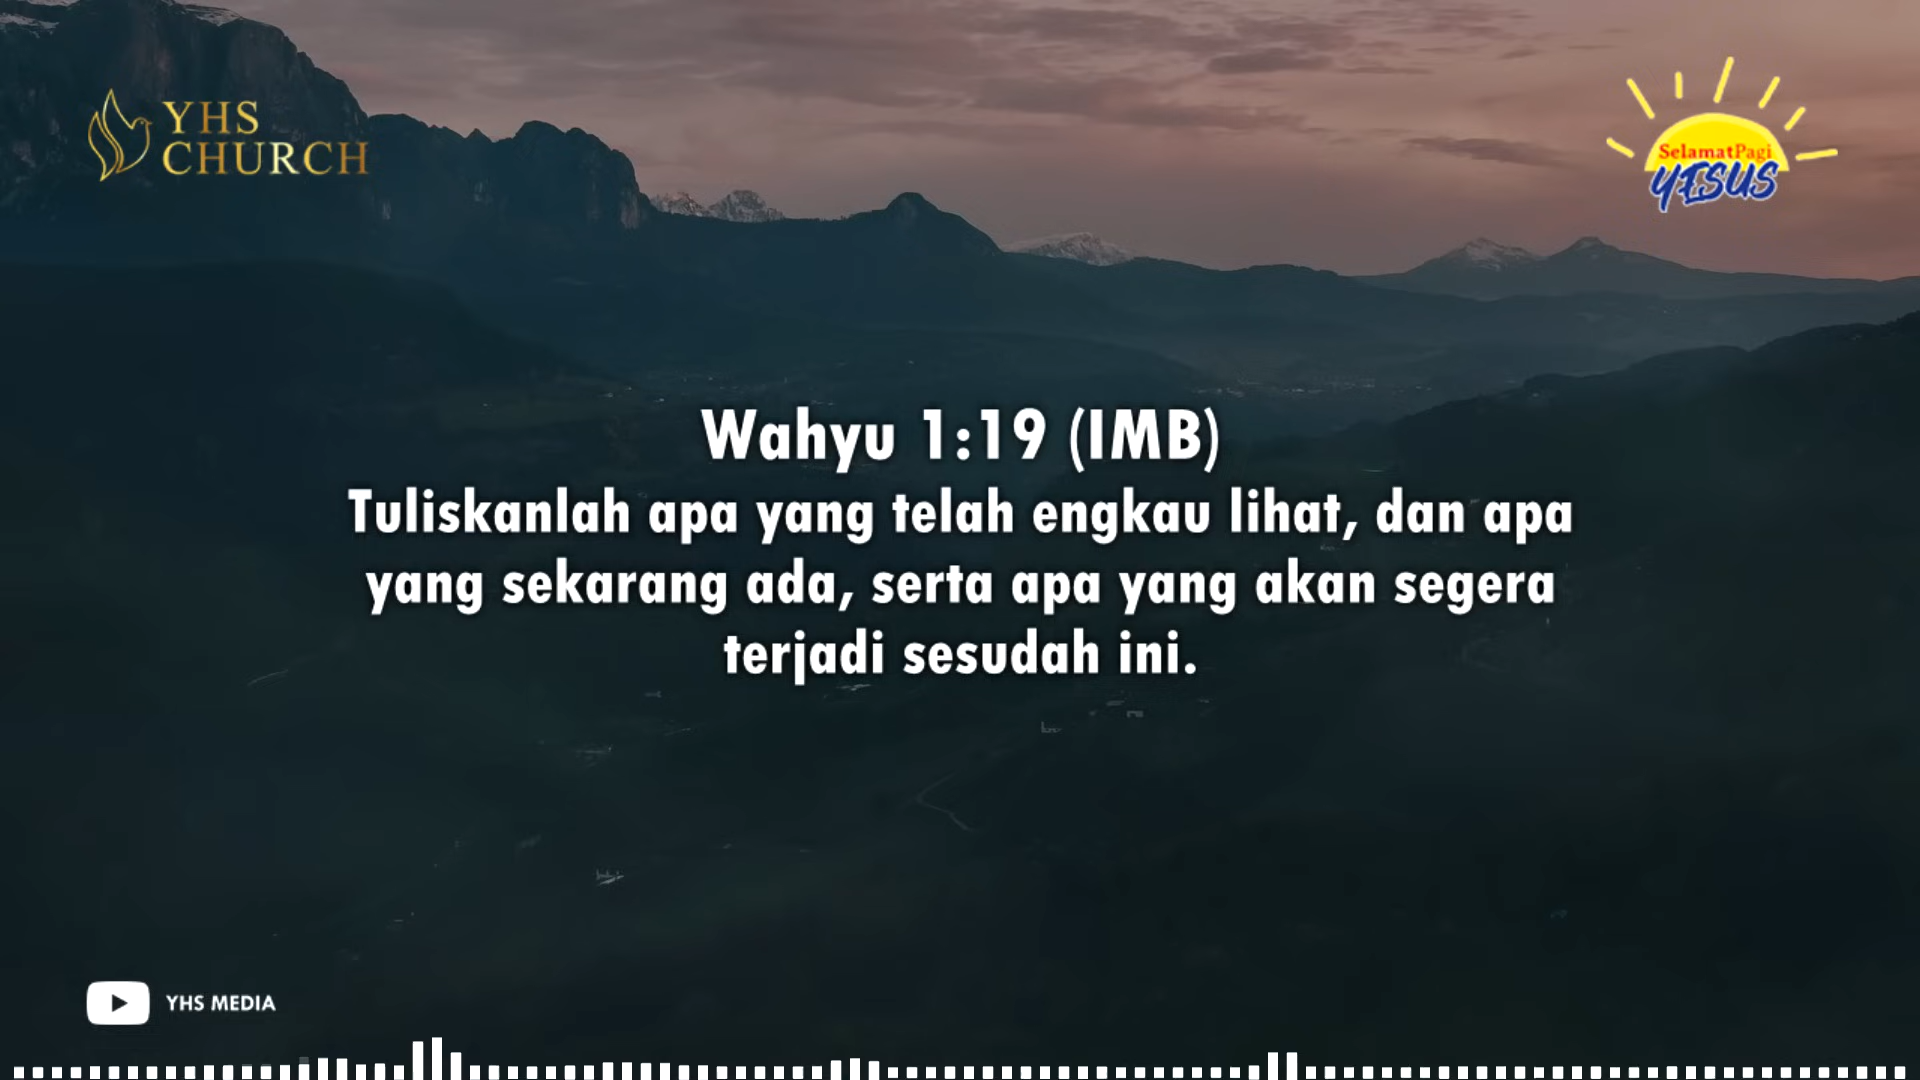 YHS
CHURCH
SelamatPagi
YESUS
Wahyu 1:19 (IMB)
Tuliskanlah apa yang telah engkau lihat, dan apa
yang sekarang ada, serta apa yang akan segera
terjadi sesudah ini.
YHS MEDIA